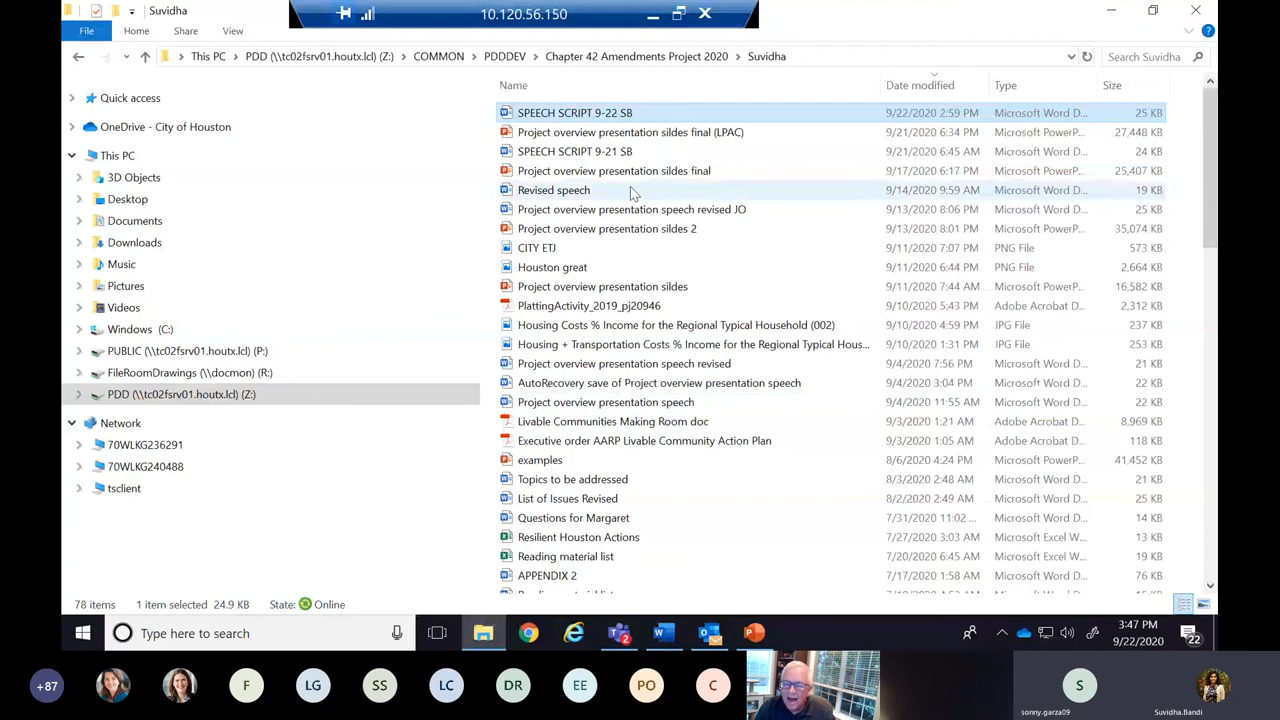 Suvidha
10.120.56.150
File Home Share View
This PC PDD (\\tc02fsrv01.houtx.lcl) (Z:) COMMON PDDDEV Chapter 42 Amendments Project 2020 Suvidha Search Suvidha
Quick access
OneDrive - City of Houston
This PC
3D Objects
Desktop
Documents
Downloads
Music
Pictures
Videos
Windows (C:)
PUBLIC (\\tc02fsrv01.houtx.lcl) (P:)
FileRoomDrawings (\\docmon) (R:)
PDD (\\tc02fsrv01.houtx.lcl) (Z:)
Network
70WLKG236291
70WLKG240488
tsclient
Name Date modified Type Size
SPEECH SCRIPT 9-22 SB 9/22/2020 2:59 PM Microsoft Word D... 25 KB
Project overview presentation sildes final (LPAC) 9/21/2020 6:34 PM Microsoft PowerP... 27,448 KB
SPEECH SCRIPT 9-21 SB 9/21/2020 6:45 AM Microsoft Word D... 24 KB
Project overview presentation sildes final 9/17/2020 6:45 PM Microsoft PowerP... 25,407 KB
Revised speech 9/14/2020 9:59 AM Microsoft Word D... 19 KB
Project overview presentation speech revised JO 9/13/2020 8:06 PM Microsoft Word D... 25 KB
Project overview presentation sildes 2 9/13/2020 8:01 PM Microsoft PowerP... 35,074 KB
CITY ETJ 9/11/2020 7:07 PM PNG File 573 KB
Houston great 9/11/2020 6:44 PM PNG File 2,664 KB
Project overview presentation sildes 9/11/2020 7:44 AM Microsoft PowerP... 16,582 KB
PlattingActivity_2019_pj20946 9/10/2020 5:43 PM Adobe Acrobat D... 2,312 KB
Housing Costs % Income for the Regional Typical Household (002) 9/10/2020 4:59 PM JPG File 237 KB
Housing + Transportation Costs % Income for the Regional Typical Hous... 9/10/2020 1:31 PM JPG File 253 KB
Project overview presentation speech revised 9/4/2020 7:56 PM Microsoft Word D... 23 KB
AutoRecovery save of Project overview presentation speech 9/4/2020 3:04 PM Microsoft Word D... 22 KB
Project overview presentation speech 9/4/2020 11:55 AM Microsoft Word D... 22 KB
Livable Communities Making Room doc 9/3/2020 1:21 AM Adobe Acrobat D... 8,969 KB
Executive order AARP Livable Community Action Plan 9/3/2020 1:05 AM Adobe Acrobat D... 118 KB
examples 8/6/2020 4:24 PM Microsoft PowerP... 41,452 KB
Topics to be addressed 8/3/2020 2:48 AM Microsoft Word D... 21 KB
List of Issues Revised 8/2/2020 2:49 AM Microsoft Word D... 25 KB
Questions for Margaret 7/31/2020 11:02 ... Microsoft Word D... 14 KB
Resilient Houston Actions 7/27/2020 3:03 AM Microsoft Excel W... 13 KB
Reading material list 7/20/2020 6:45 AM Microsoft Excel W... 19 KB
APPENDIX 2 7/17/2020 1:58 AM Microsoft Word D... 76 KB
78 items 1 item selected 24.9 KB State: Online
Type here to search
2
3:47 PM
9/22/2020
22
+87 F LG SS LC DR EE PO C S
sonny.garza09 Suvidha.Bandi